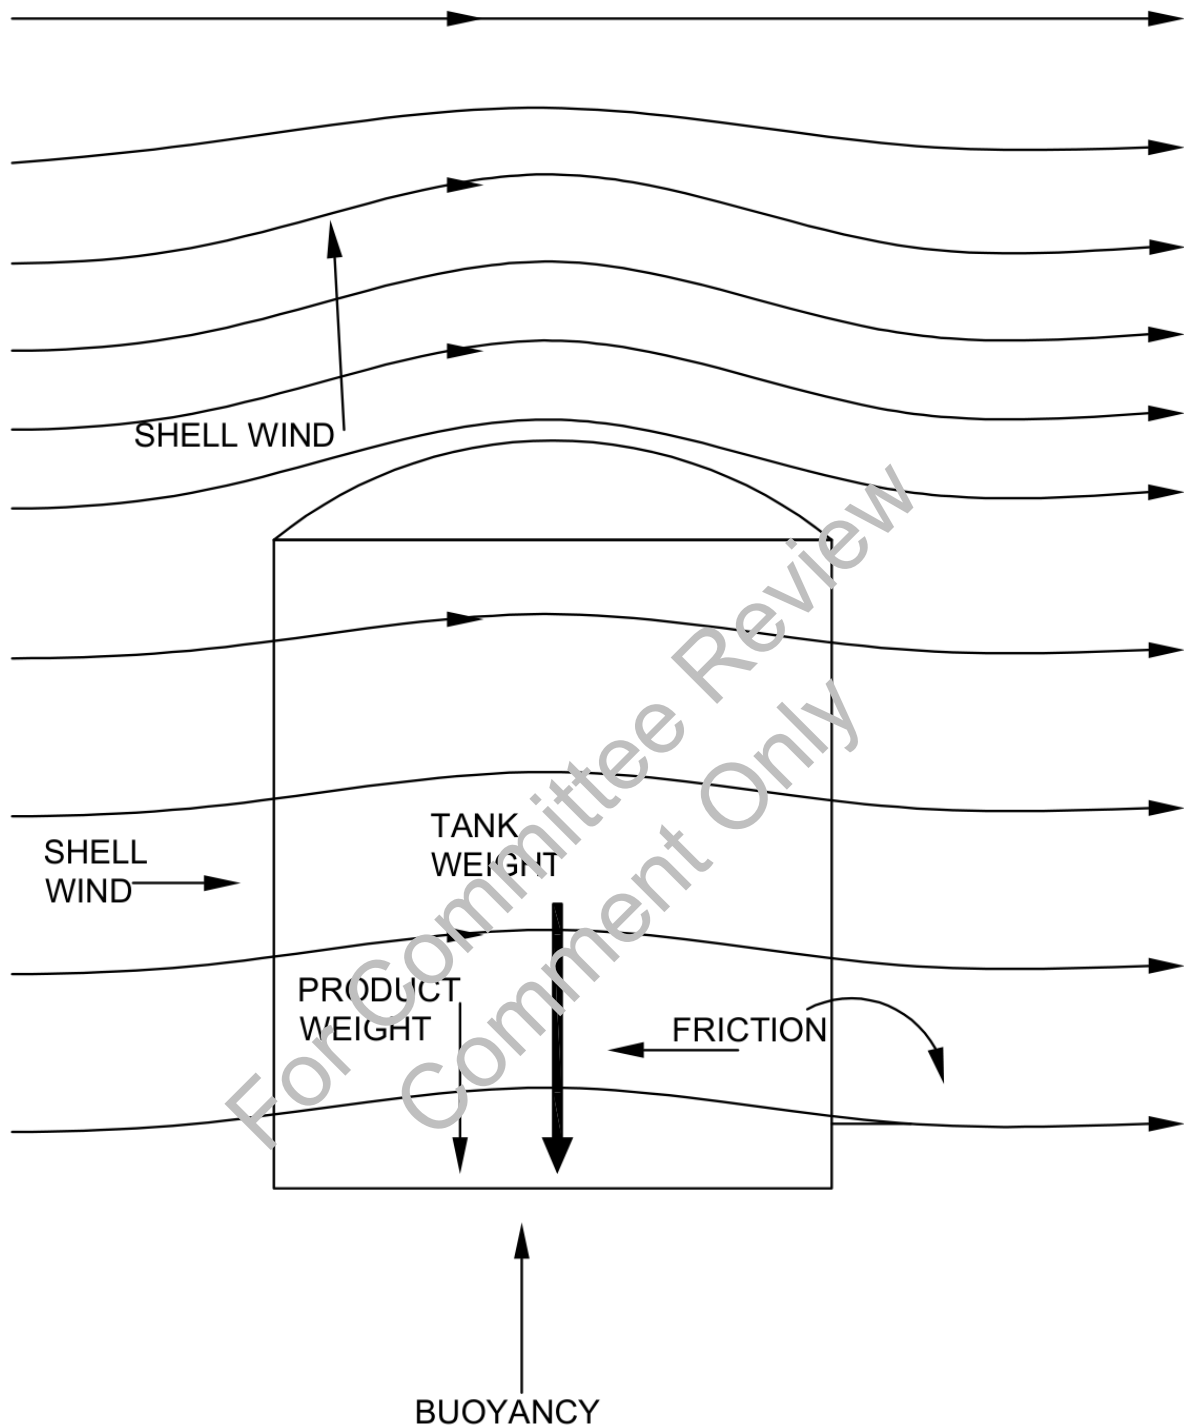 SHELL WIND
TANK
WEIGHT
SHELL
WIND
PRODUCT
WEIGHT
FRICTION
BUOYANCY
For Committee Review
Comment Only